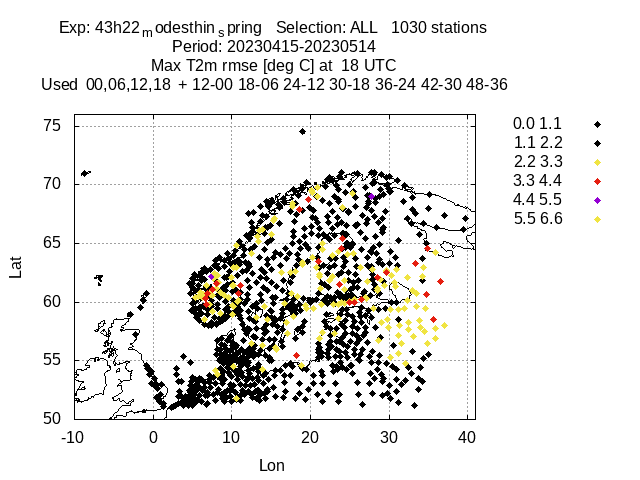 Exp: 43h22modesthinspring Selection: ALL 1030 stations
Period: 20230415-20230514
Max T2m rmse [deg C] at 18 UTC
Used 00,06,12,18 + 12-00 18-06 24-12 30-18 36-24 42-30 48-36
0.0 1.1
1.1 2.2
2.2 3.3
3.3 4.4
4.4 5.5
5.5 6.6
75
70
65
60
55
50
Lat
-10 0 10 20 30 40
Lon